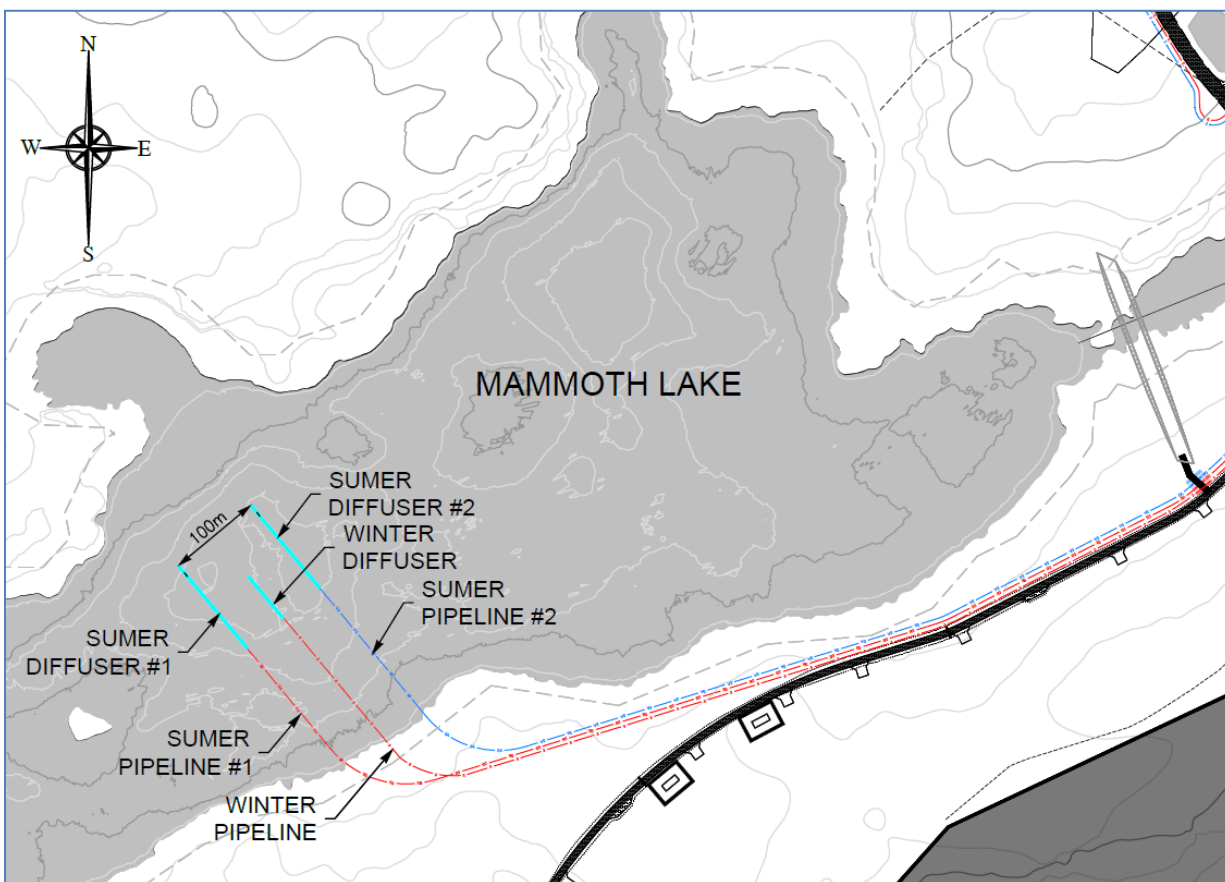 N
W
E
S
MAMMOTH LAKE
SUMER
DIFFUSER #2
WINTER
DIFFUSER
100m
SUMER
PIPELINE #2
SUMER
DIFFUSER #1
SUMER
PIPELINE #1
WINTER
PIPELINE